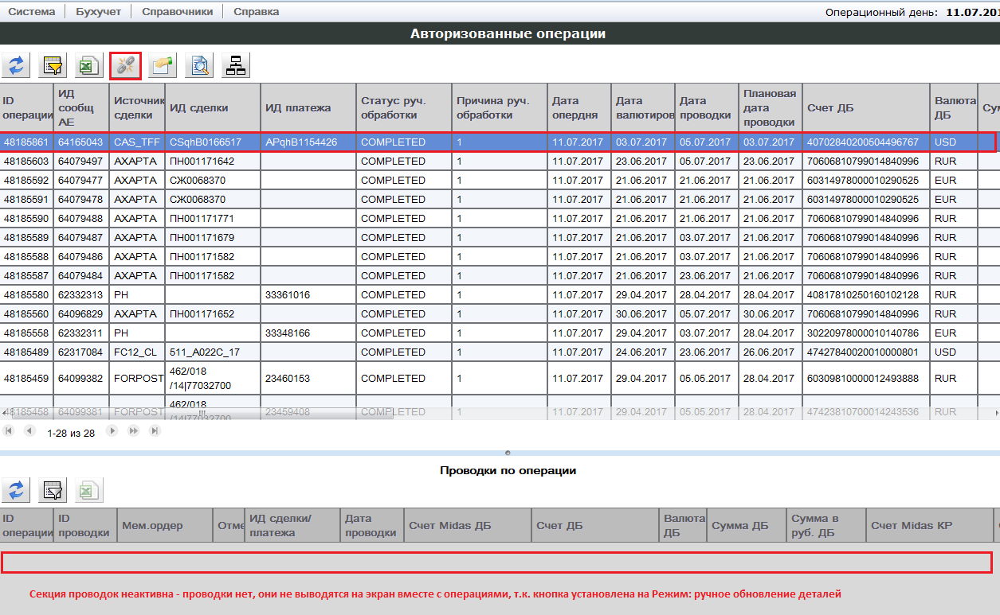 Система Бухучет Справочники Справка Операционный день: 11.07.201
Авторизованные операции
ID операции ИД сообщ АЕ Источник сделки ИД сделки ИД платежа Статус руч. обработки Причина руч. обработки Дата опердня Дата валютиров Дата проводки Плановая дата проводки Счет ДБ Валюта ДБ Сум
48185861 64165043 CAS_TFF CSqhB0166517 APqhB1154426 COMPLETED 1 11.07.2017 03.07.2017 05.07.2017 03.07.2017 40702840200504496767 USD
48185603 64079497 AXAPTA ПН001171642 COMPLETED 1 11.07.2017 23.06.2017 05.07.2017 23.06.2017 70606810799014840996 RUR
48185592 64079477 AXAPTA СЖ0068370 COMPLETED 1 11.07.2017 21.06.2017 21.06.2017 21.06.2017 60314978000010290525 EUR
48185591 64079478 AXAPTA СЖ0068370 COMPLETED 1 11.07.2017 21.06.2017 21.06.2017 21.06.2017 60314978000010290525 EUR
48185590 64079488 AXAPTA ПН001171771 COMPLETED 1 11.07.2017 21.06.2017 03.07.2017 21.06.2017 70606810799014840996 RUR
48185589 64079487 AXAPTA ПН001171679 COMPLETED 1 11.07.2017 21.06.2017 03.07.2017 21.06.2017 70606810799014840996 RUR
48185588 64079486 AXAPTA ПН001171582 COMPLETED 1 11.07.2017 21.06.2017 03.07.2017 21.06.2017 70606810799014840996 RUR
48185587 64079484 AXAPTA ПН001171582 COMPLETED 1 11.07.2017 21.06.2017 23.06.2017 21.06.2017 70606810799014840996 RUR
48185580 62332313 PH 33361016 COMPLETED 1 11.07.2017 29.04.2017 28.04.2017 28.04.2017 40817810250160102128 RUR
48185560 64096829 AXAPTA ПН001171652 COMPLETED 1 11.07.2017 30.06.2017 05.07.2017 30.06.2017 70606810799014840996 RUR
48185558 62332311 PH 33348166 COMPLETED 1 11.07.2017 29.04.2017 03.07.2017 28.04.2017 30220978000010140786 EUR
48185489 62317084 FC12_CL 511_A022C_17 COMPLETED 1 11.07.2017 24.06.2017 23.06.2017 26.06.2017 47427840020010000801 USD
48185459 64099382 FORPOST 462/018 /14|77032700 23460153 COMPLETED 1 11.07.2017 29.04.2017 05.05.2017 28.04.2017 60309810000012493888 RUR
48185458 64099381 FORPOST 462/018 /14|77032700 23459408 COMPLETED 1 11.07.2017 29.04.2017 05.05.2017 28.04.2017 47423810700014243536 RUR
1-28 из 28
Проводки по операции
ID операции ID проводки Мем.ордер Отме ИД сделки/ платежа Дата проводки Счет Midas ДБ Счет ДБ Валюта ДБ Сумма ДБ Сумма в руб. ДБ Счет Midas КР
Секция проводок неактивна - проводки нет, они не выводятся на экран вместе с операциями, т.к. кнопка установлена на Режим: ручное обновление деталей